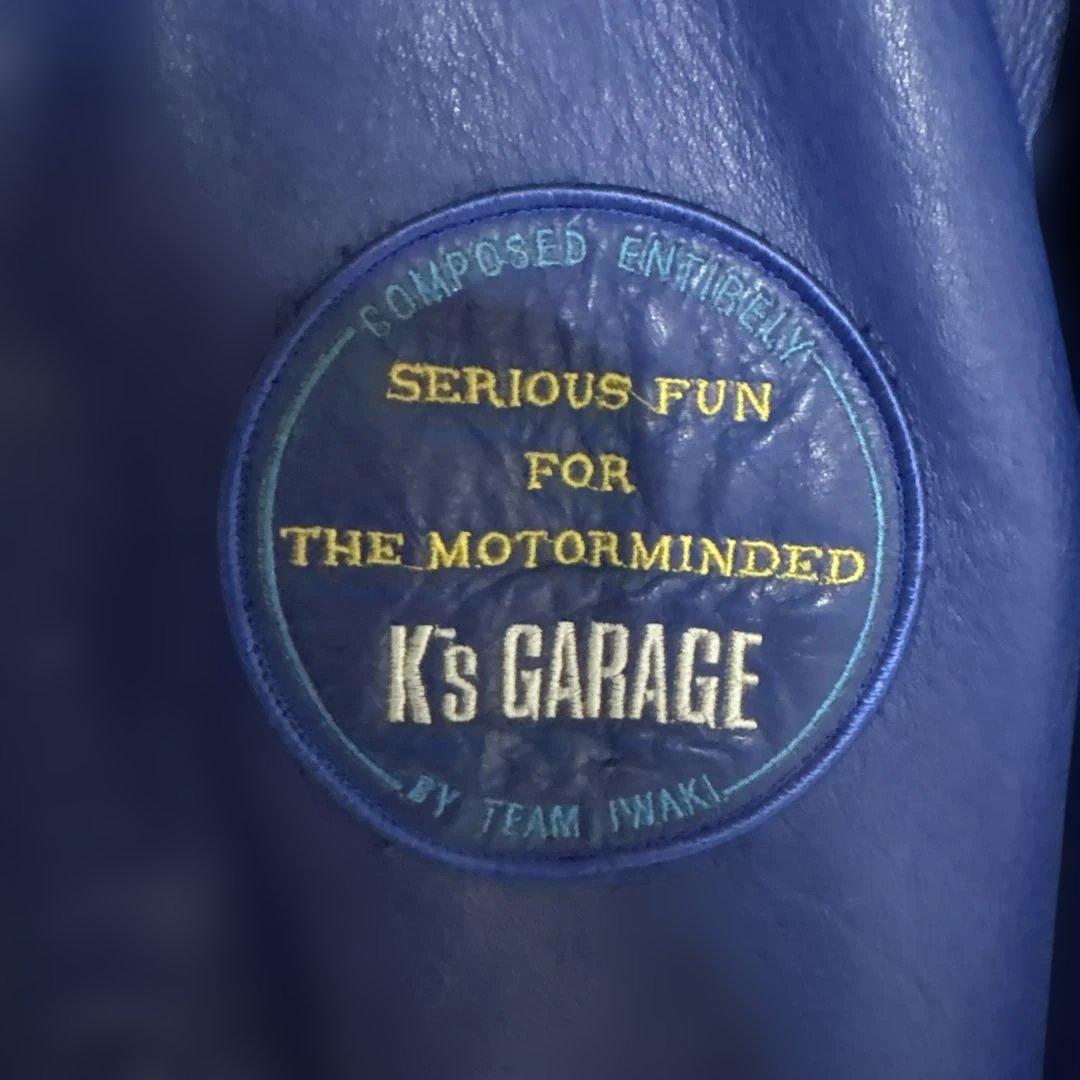 COMPOSED ENTIRELY
SERIOUS FUN
FOR
THE MOTORMINDED
K's GARAGE
BY TEAM IWAKI